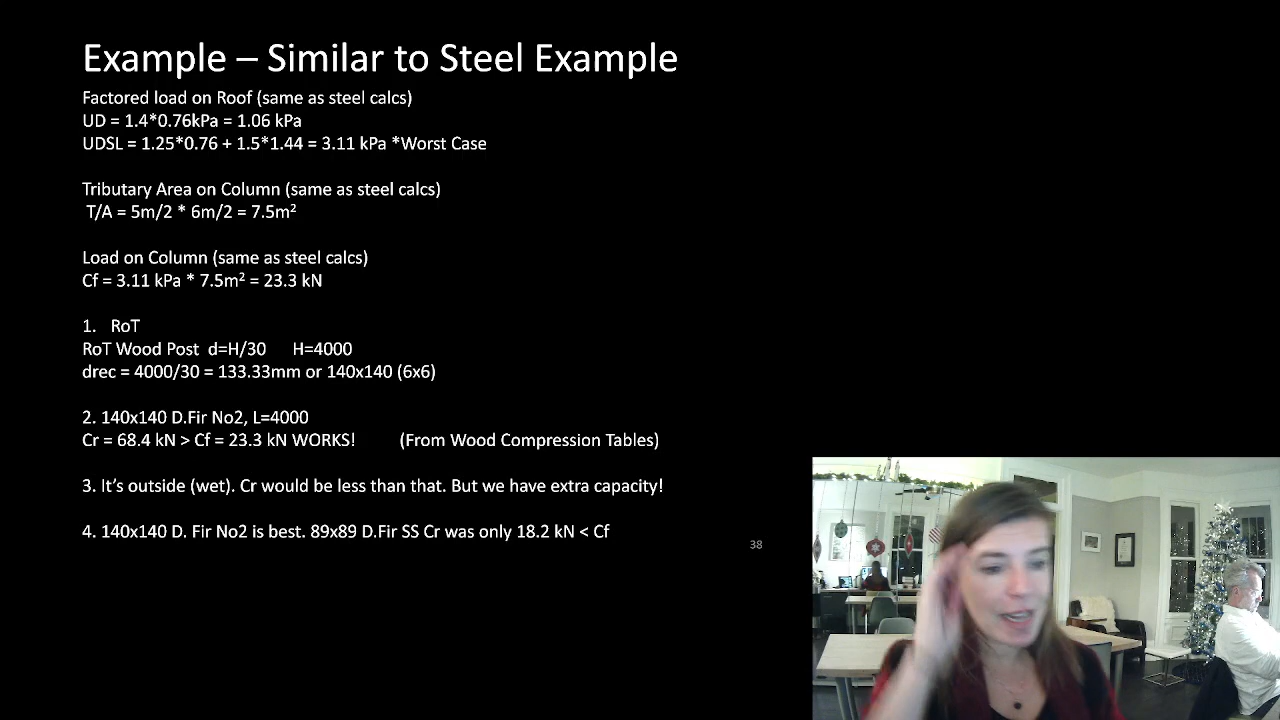 Example – Similar to Steel Example
Factored load on Roof (same as steel calcs)
UD = 1.4*0.76kPa = 1.06 kPa
UDSL = 1.25*0.76 + 1.5*1.44 = 3.11 kPa *Worst Case
Tributary Area on Column (same as steel calcs)
T/A = 5m/2 * 6m/2 = 7.5m²
Load on Column (same as steel calcs)
Cf = 3.11 kPa * 7.5m² = 23.3 kN
1. RoT
RoT Wood Post d=H/30 H=4000
drec = 4000/30 = 133.33mm or 140x140 (6x6)
2. 140x140 D.Fir No2, L=4000
Cr = 68.4 kN > Cf = 23.3 kN WORKS! (From Wood Compression Tables)
3. It's outside (wet). Cr would be less than that. But we have extra capacity!
4. 140x140 D. Fir No2 is best. 89x89 D.Fir SS Cr was only 18.2 kN < Cf
38